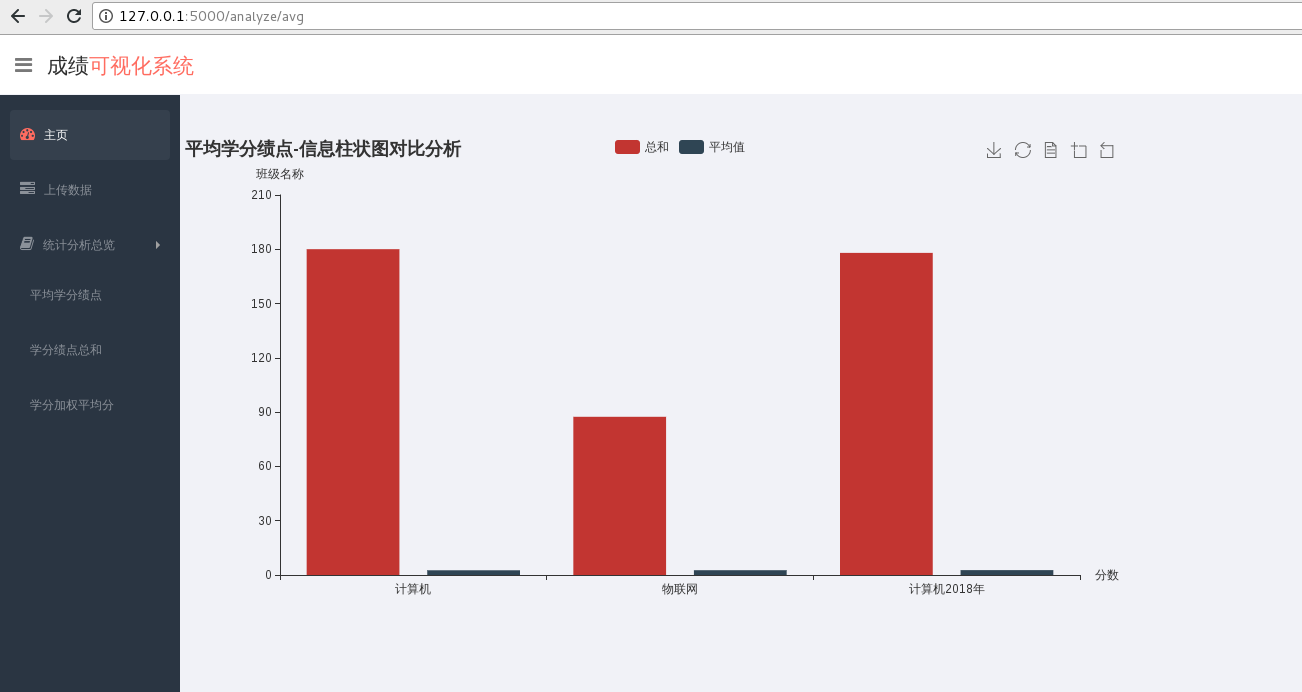 127.0.0.1:5000/analyze/avg
成绩可视化系统
主页
上传数据
统计分析总览
平均学分绩点
学分绩点总和
学分加权平均分
平均学分绩点-信息柱状图对比分析
总和 平均值
班级名称
210
180
150
120
90
60
30
0
计算机 物联网 计算机2018年
分数